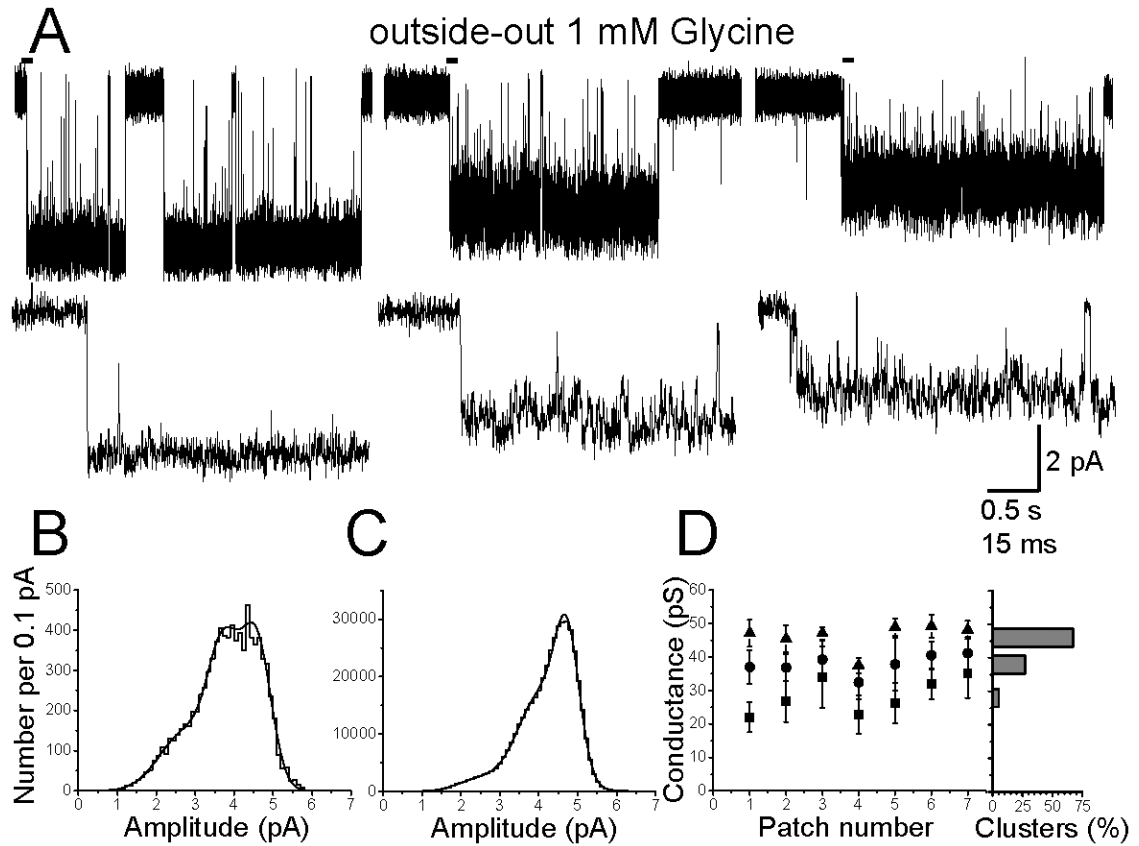 A
outside-out 1 mM Glycine
2 pA
0.5 s
15 ms
B
C
D
Number per 0.1 pA
500
400
300
200
100
0
0 1 2 3 4 5 6 7
Amplitude (pA)
30000
20000
10000
0
0 1 2 3 4 5 6 7
Amplitude (pA)
Conductance (pS)
60
50
40
30
20
10
0
0 1 2 3 4 5 6 7
Patch number
0 25 50 75
Clusters (%)